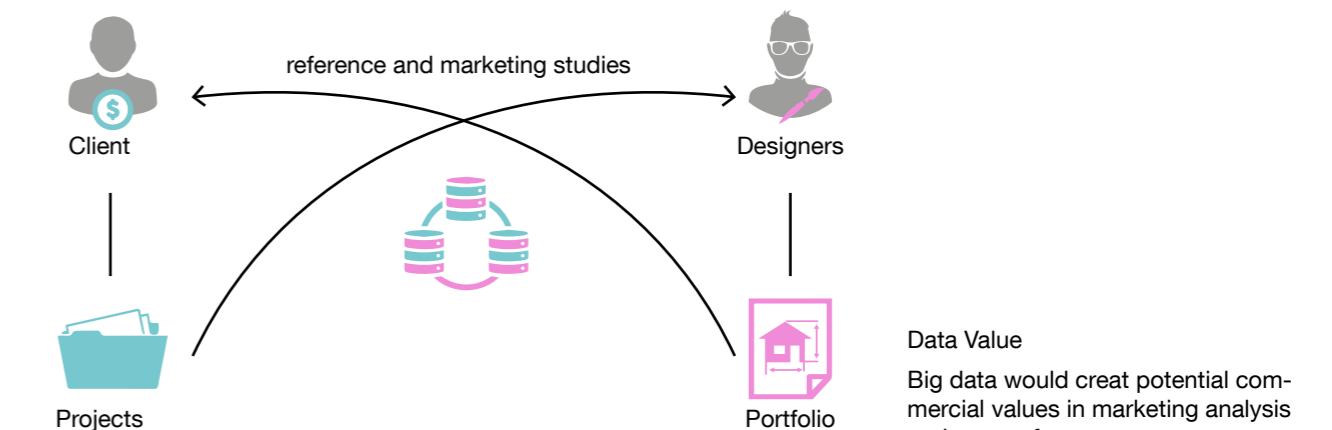 reference and marketing studies
$
Client
Designers
Data Value
Big data would creat potential com-
mercial values in marketing analysis
Projects
Portfolio